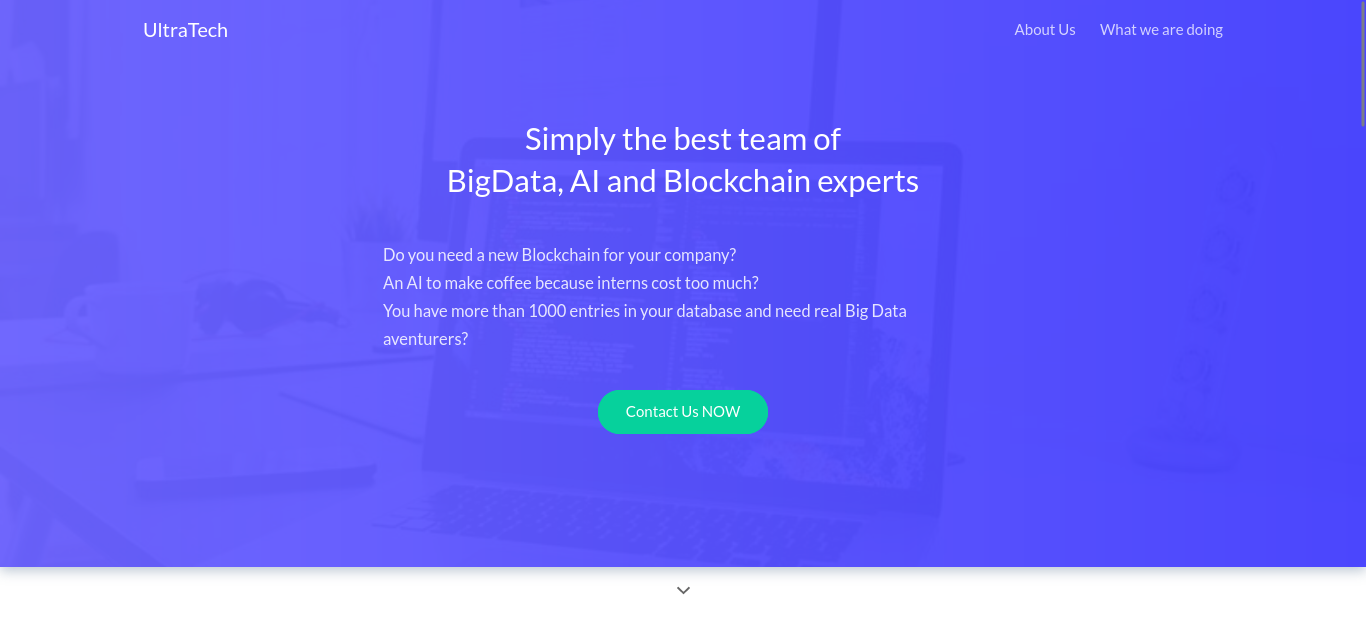 UltraTech
About Us
What we are doing
Simply the best team of
BigData, AI and Blockchain experts
Do you need a new Blockchain for your company?
An AI to make coffee because interns cost too much?
You have more than 1000 entries in your database and need real Big Data
aventurers?
Contact Us NOW